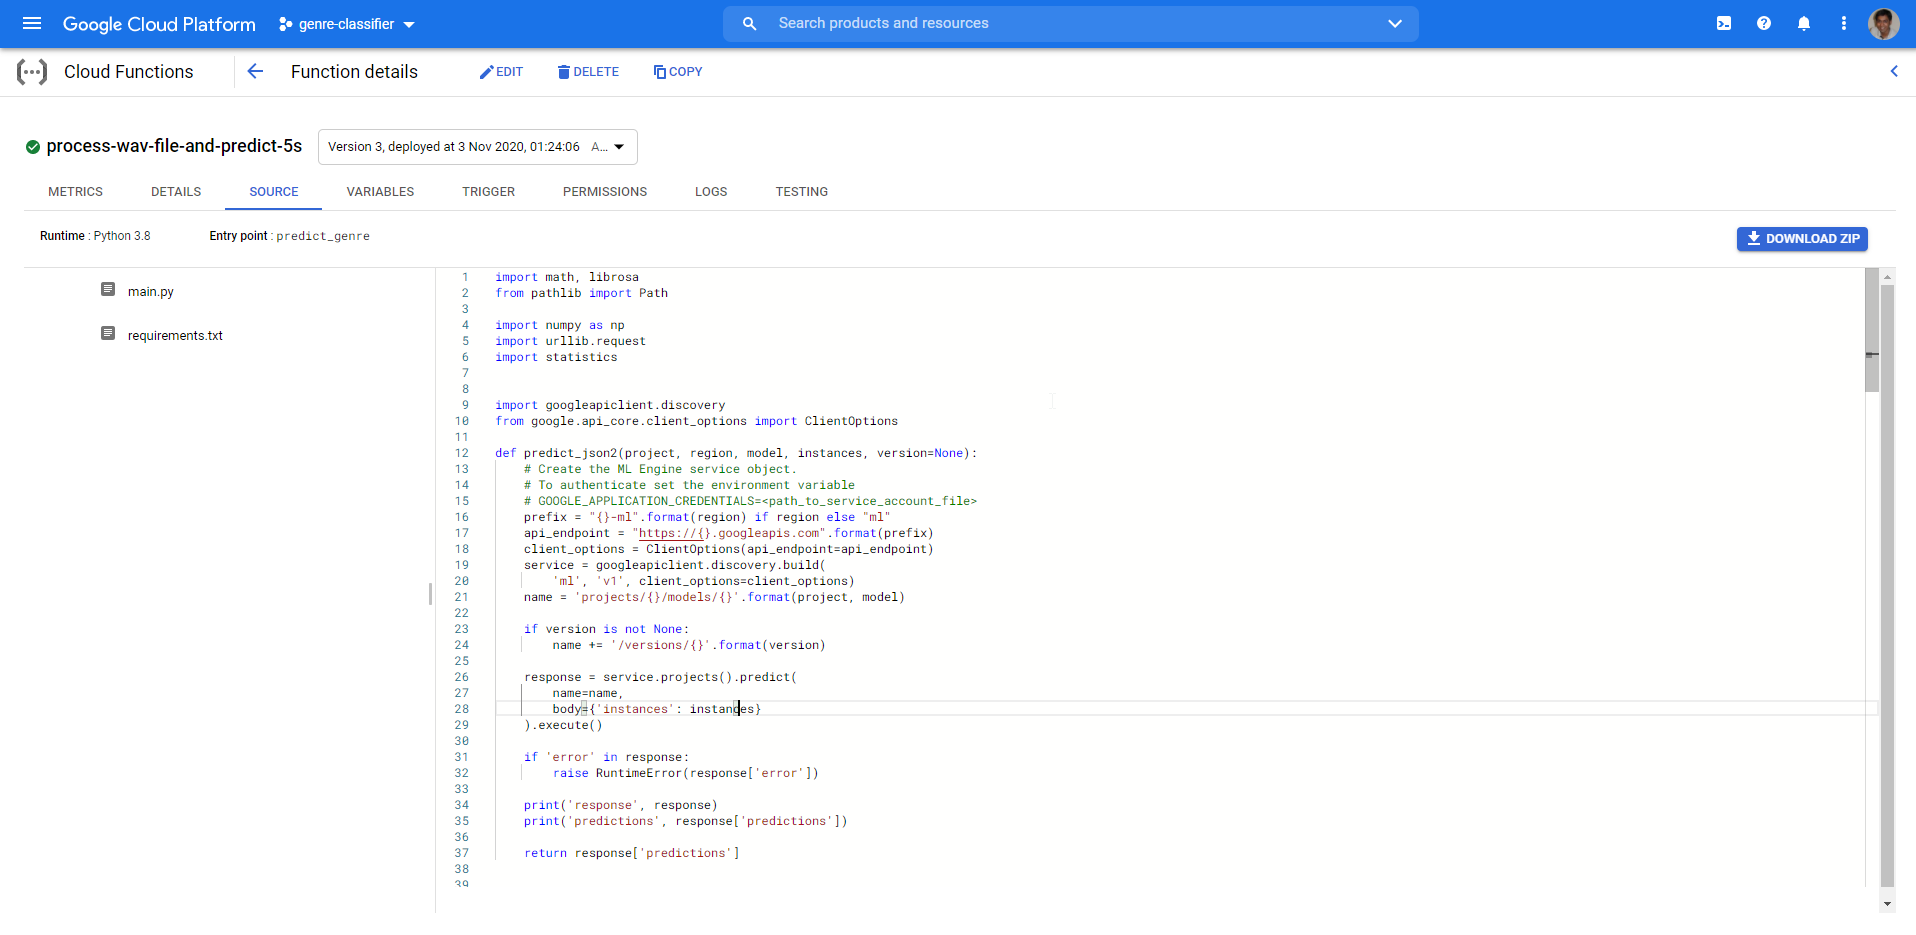 Google Cloud Platform genre-classifier Search products and resources
Cloud Functions Function details EDIT DELETE COPY
process-wav-file-and-predict-5s Version 3, deployed at 3 Nov 2020, 01:24:06 A...
METRICS DETAILS SOURCE VARIABLES TRIGGER PERMISSIONS LOGS TESTING
Runtime : Python 3.8 Entry point : predict_genre DOWNLOAD ZIP
main.py
requirements.txt
1 import math, librosa
2 from pathlib import Path
3
4 import numpy as np
5 import urllib.request
6 import statistics
7
8
9 import googleapiclient.discovery
10 from google.api_core.client_options import ClientOptions
11
12 def predict_json2(project, region, model, instances, version=None):
13     # Create the ML Engine service object.
14     # To authenticate set the environment variable
15     # GOOGLE_APPLICATION_CREDENTIALS=<path_to_service_account_file>
16     prefix = "{}-ml".format(region) if region else "ml"
17     api_endpoint = "https://{}.googleapis.com".format(prefix)
18     client_options = ClientOptions(api_endpoint=api_endpoint)
19     service = googleapiclient.discovery.build(
20         'ml', 'v1', client_options=client_options)
21     name = 'projects/{}/models/{}'.format(project, model)
22
23     if version is not None:
24         name += '/versions/{}'.format(version)
25
26     response = service.projects().predict(
27         name=name,
28         body={'instances': instances}
29     ).execute()
30
31     if 'error' in response:
32         raise RuntimeError(response['error'])
33
34     print('response', response)
35     print('predictions', response['predictions'])
36
37     return response['predictions']
38
39